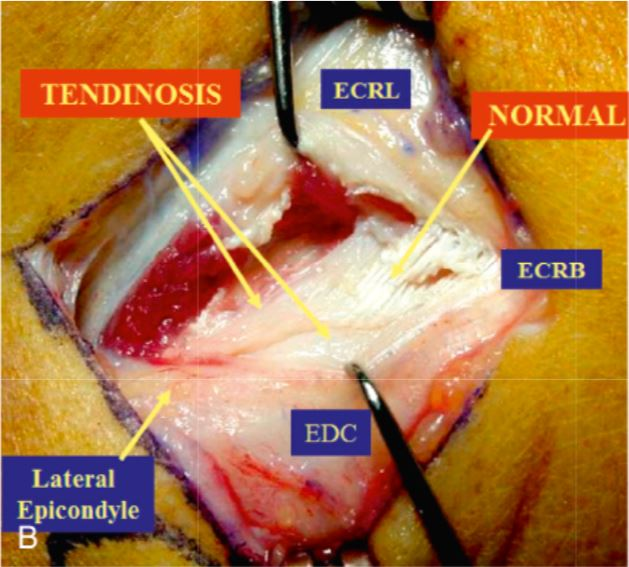 TENDINOSIS
ECRL
NORMAL
ECRB
EDC
Lateral
Epicondyle
B